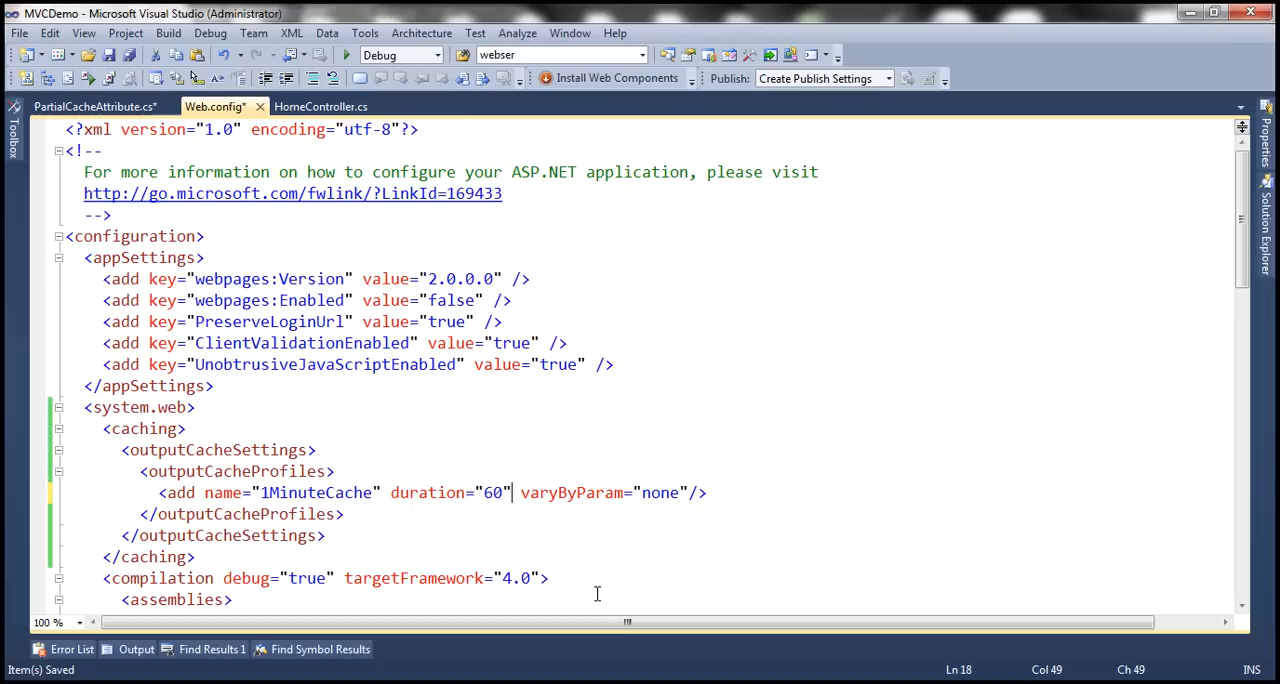 MVCDemo - Microsoft Visual Studio (Administrator)
File Edit View Project Build Debug Team XML Data Tools Architecture Test Analyze Window Help
Debug webser
Install Web Components Publish: Create Publish Settings
PartialCacheAttribute.cs* Web.config* HomeController.cs
Toolbox
Properties
Solution Explorer
<?xml version="1.0" encoding="utf-8"?>
<!--
For more information on how to configure your ASP.NET application, please visit
http://go.microsoft.com/fwlink/?LinkId=169433
-->
<configuration>
<appSettings>
<add key="webpages:Version" value="2.0.0.0" />
<add key="webpages:Enabled" value="false" />
<add key="PreserveLoginUrl" value="true" />
<add key="ClientValidationEnabled" value="true" />
<add key="UnobtrusiveJavaScriptEnabled" value="true" />
</appSettings>
<system.web>
<caching>
<outputCacheSettings>
<outputCacheProfiles>
<add name="1MinuteCache" duration="60" varyByParam="none"/>
</outputCacheProfiles>
</outputCacheSettings>
</caching>
<compilation debug="true" targetFramework="4.0">
<assemblies>
100 %
Error List Output Find Results 1 Find Symbol Results
Item(s) Saved Ln 18 Col 49 Ch 49 INS